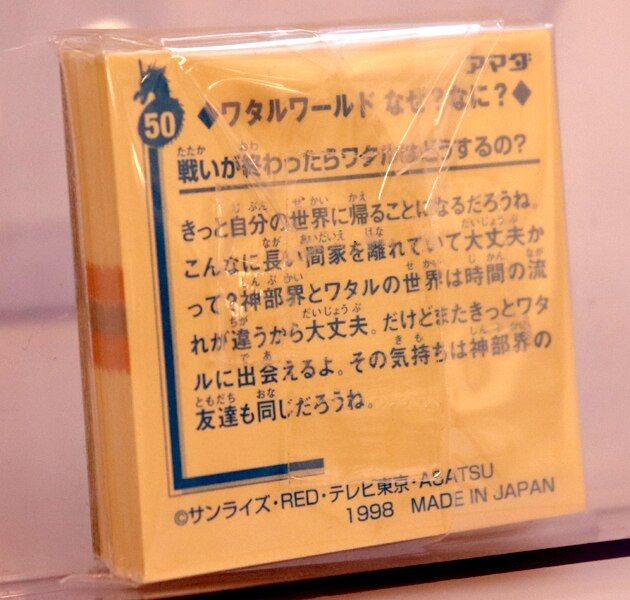 アマダ
50
◆ワタルワールド なぜ?なに?◆
戦いが終わったらワタルはどうするの?
きっと自分の世界に帰ることになるだろうね。
こんなに長い間家を離れていて大丈夫か
って?神部界とワタルの世界は時間の流
れが違うから大丈夫。だけどまたきっとワタ
ルに出会えるよ。その気持ちは神部界の
友達も同じだろうね。
©サンライズ・RED・テレビ東京・ASATSU
1998 MADE IN JAPAN